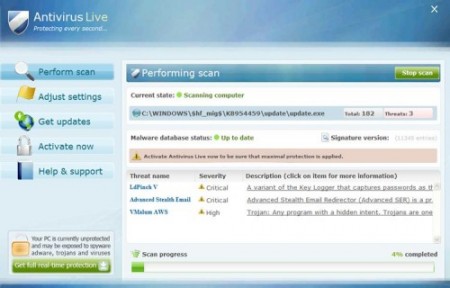 Antivirus Live
Protecting every second...
X
Perform scan
Adjust settings
Get updates
Activate now
Help & support
Your PC is currently unprotected
and may be exposed to spyware
adware, trojans and viruses
Get full real-time protection
Performing scan
Stop scan
Current state: Scanning computer
C:\WINDOWS\$hf_mig$\KB954459\update\update.exe Total: 182 Threats: 3
Malware database status: Up to date Signature version:
Activate Antivirus Live now to be sure that maximal protection is applied.
Threat name Severity Description (click on item for more information)
LdPinch V Critical A variant of the Key Logger that captures passwords as th
Advanced Stealth Email Critical Advanced Stealth Email Redirector (Advanced SER) is a pr
VMalum AWS High Trojan: Any program with a hidden intent. Trojans are one
Scan progress 4% completed